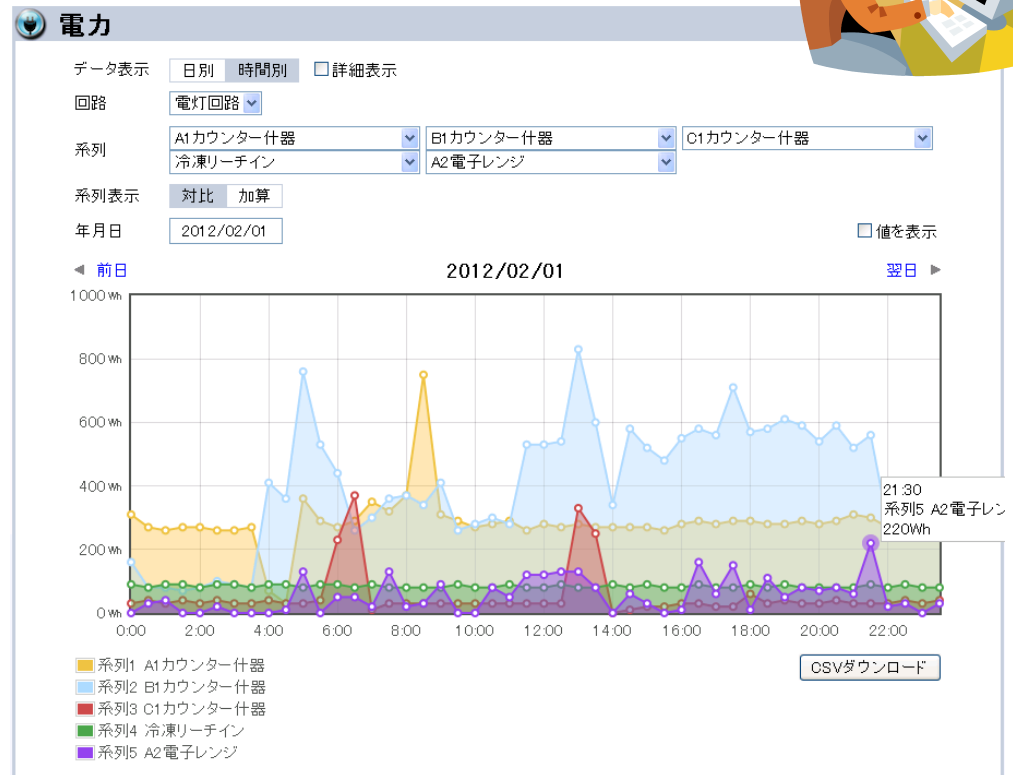 電力
データ表示 日別 時間別 詳細表示
回路 電灯回路
系列 A1カウンター什器 B1カウンター什器 C1カウンター什器
冷凍リーチイン A2電子レンジ
系列表示 対比 加算
年月日 2012/02/01 値を表示
前日 2012/02/01 翌日
1000 Wh
800 Wh
600 Wh
400 Wh
200 Wh
0 Wh
21:30
系列5 A2電子レン
220Wh
0:00 2:00 4:00 6:00 8:00 10:00 12:00 14:00 16:00 18:00 20:00 22:00
系列1 A1カウンター什器
系列2 B1カウンター什器
系列3 C1カウンター什器
系列4 冷凍リーチイン
系列5 A2電子レンジ
CSVダウンロード